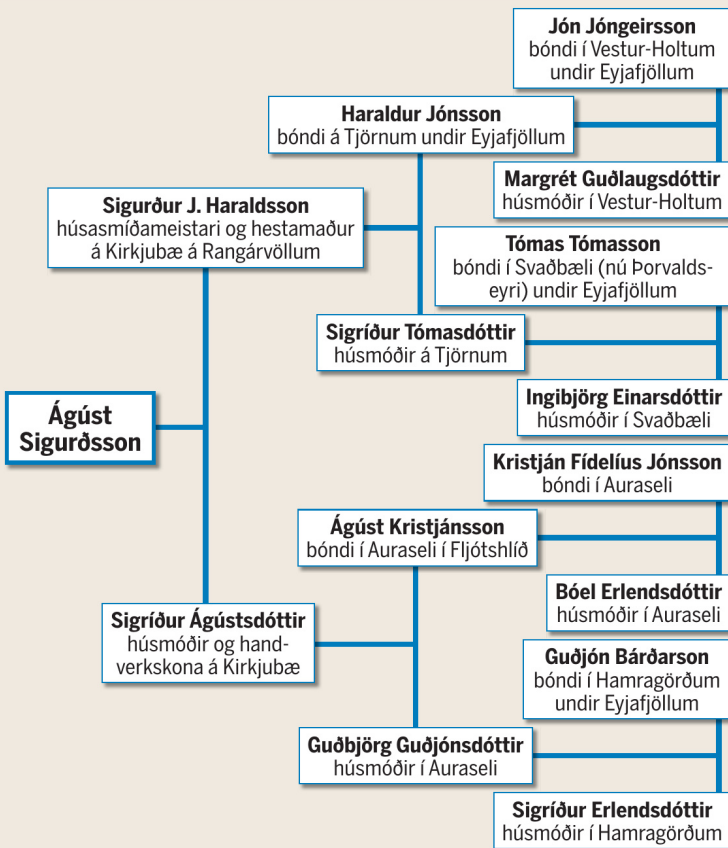 Jón Jóngeirsson
bóndi í Vestur-Holtum
undir Eyjafjöllum
Haraldur Jónsson
bóndi á Tjörnum undir Eyjafjöllum
Margrét Guðlaugsdóttir
húsmóðir í Vestur-Holtum
Sigurður J. Haraldsson
húsasmíðameistari og hestamaður
á Kirkjubæ á Rangárvöllum
Tómas Tómasson
bóndi í Svaðbæli (nú Þorvalds-
eyri) undir Eyjafjöllum
Sigríður Tómasdóttir
húsmóðir á Tjörnum
Ingibjörg Einarsdóttir
húsmóðir í Svaðbæli
Ágúst
Sigurðsson
Kristján Fídelíus Jónsson
bóndi í Auraseli
Ágúst Kristjánsson
bóndi í Auraseli í Fljótshlíð
Bóel Erlendsdóttir
húsmóðir í Auraseli
Sigríður Ágústsdóttir
húsmóðir og hand-
verkskona á Kirkjubæ
Guðjón Bárðarson
bóndi í Hamragörðum
undir Eyjafjöllum
Guðbjörg Guðjónsdóttir
húsmóðir í Auraseli
Sigríður Erlendsdóttir
húsmóðir í Hamragörðum